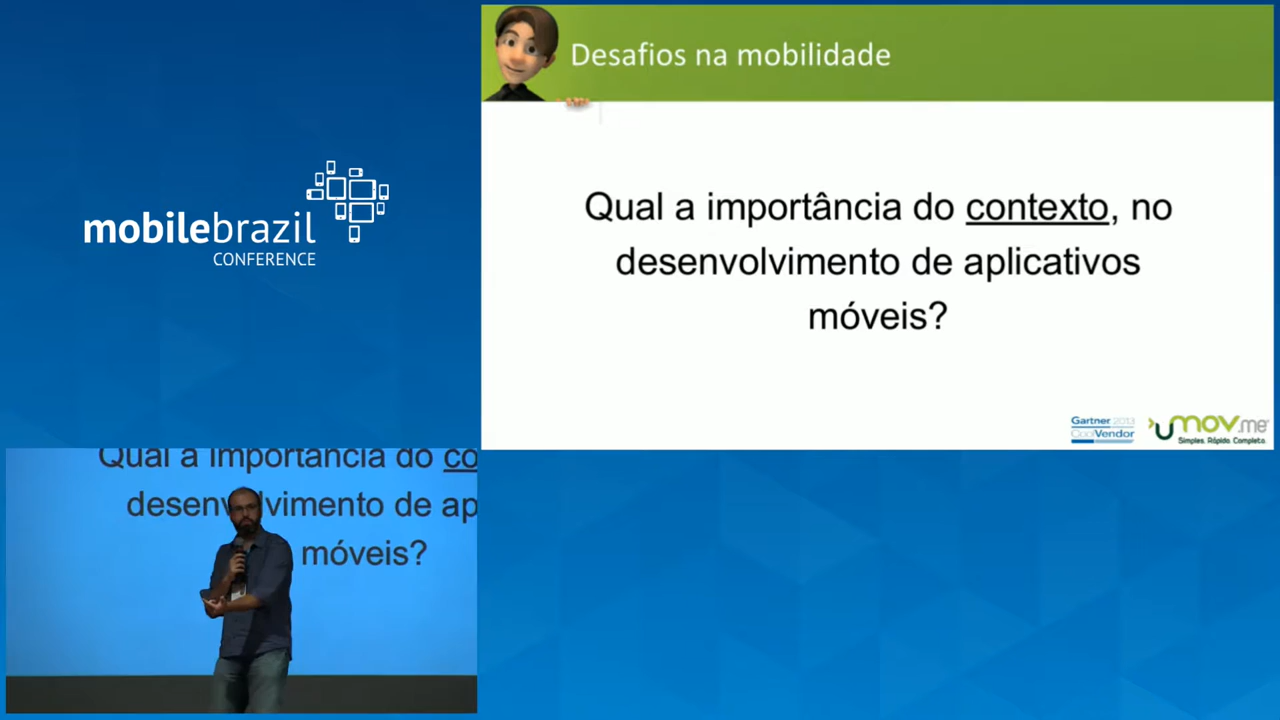 Desafios na mobilidade
Qual a importância do contexto, no
desenvolvimento de aplicativos
móveis?
Gartner 2013
Cool Vendor
umov.me
Simples. Rápido. Completo.
mobilebrazil
CONFERENCE
Qual a importância do co
desenvolvimento de ap
móveis?